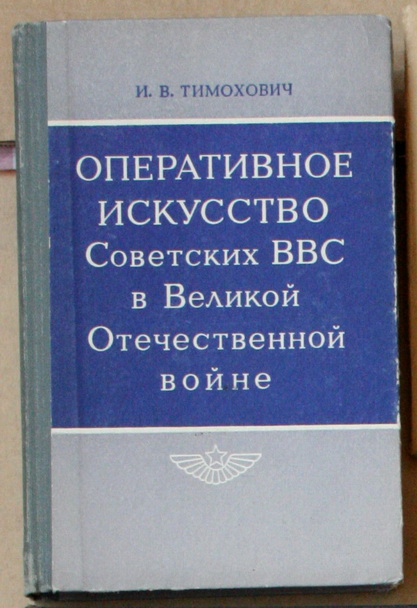 И. В. ТИМОХОВИЧ
ОПЕРАТИВНОЕ
ИСКУССТВО
Советских ВВС
в Великой
Отечественной
войне